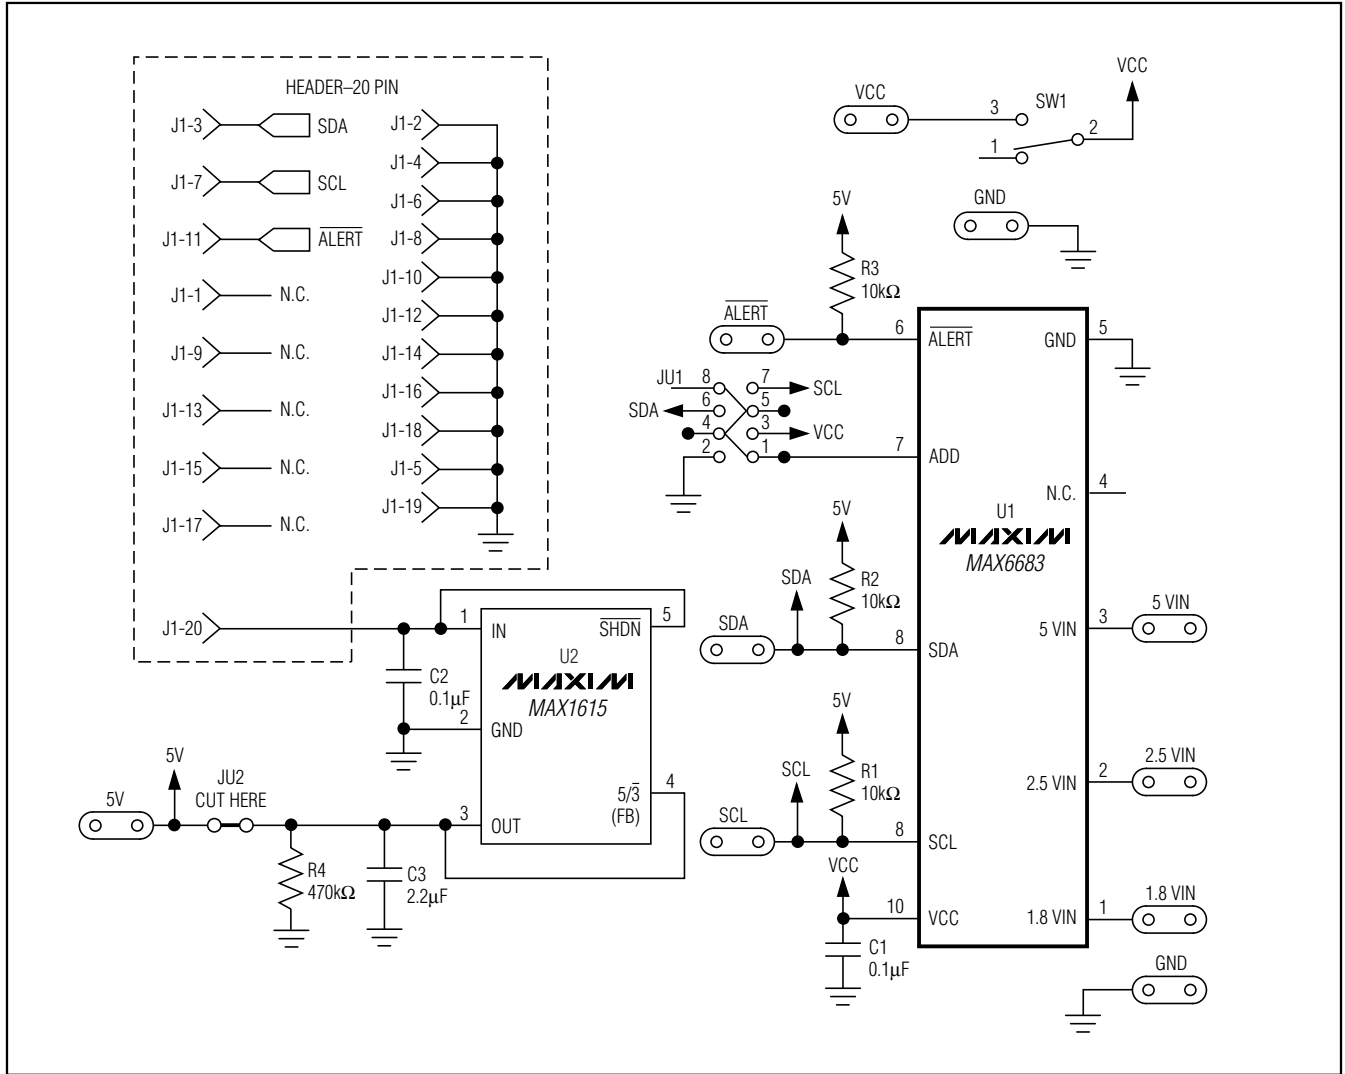 HEADER–20 PIN
J1-3 SDA
J1-7 SCL
J1-11 ALERT
J1-1 N.C.
J1-9 N.C.
J1-13 N.C.
J1-15 N.C.
J1-17 N.C.
J1-20
J1-2
J1-4
J1-6
J1-8
J1-10
J1-12
J1-14
J1-16
J1-18
J1-5
J1-19
1 IN
SHDN 5
U2
MAXIM
MAX1615
C2
0.1µF
2 GND
5/3 4
(FB)
3 OUT
5V
5V
JU2
CUT HERE
R4
470kΩ
C3
2.2µF
VCC
3 SW1
VCC
2
1
GND
5V
R3
10kΩ
ALERT
6 ALERT
GND 5
JU1 8 7 SCL
SDA 6 5
4 3 VCC
2 1
7 ADD
N.C. 4
U1
MAXIM
MAX6683
5V
R2
10kΩ
SDA
SDA
8 SDA
5 VIN 3
5 VIN
5V
R1
10kΩ
SCL
SCL
8 SCL
2.5 VIN 2
2.5 VIN
VCC
10 VCC
C1
0.1µF
1.8 VIN 1
1.8 VIN
GND